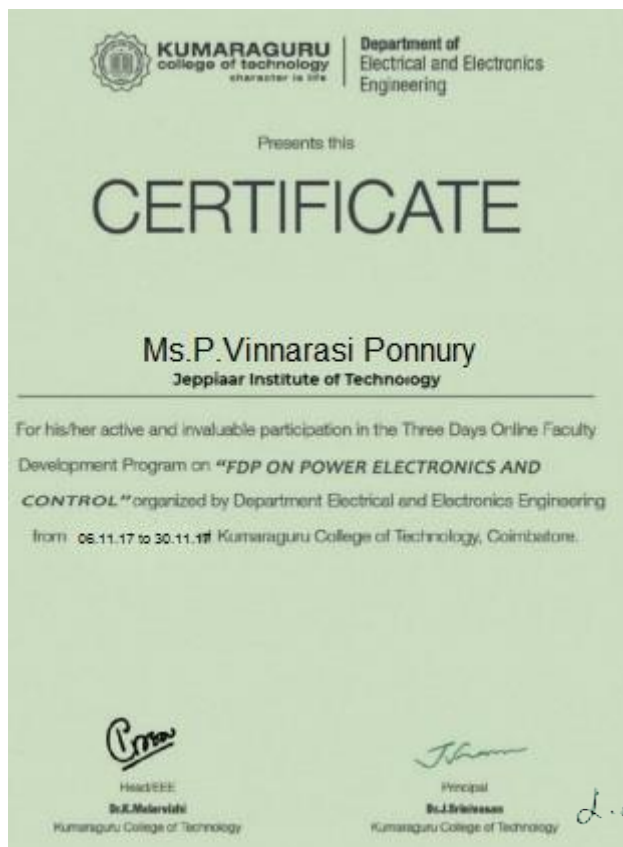 KUMARAGURU
college of technology
character is life
Department of
Electrical and Electronics
Engineering
Presents this
CERTIFICATE
Ms.P.Vinnarasi Ponnury
Jeppiaar Institute of Technology
For his/her active and invaluable participation in the Three Days Online Faculty
Development Program on "FDP ON POWER ELECTRONICS AND
CONTROL" organized by Department Electrical and Electronics Engineering
from 06.11.17 to 30.11.17 Kumaraguru College of Technology, Coimbatore.
Head/EEE
Dr.K.Malarvizhi
Kumaraguru College of Technology
Principal
Dr.J.Srinivasan
Kumaraguru College of Technology